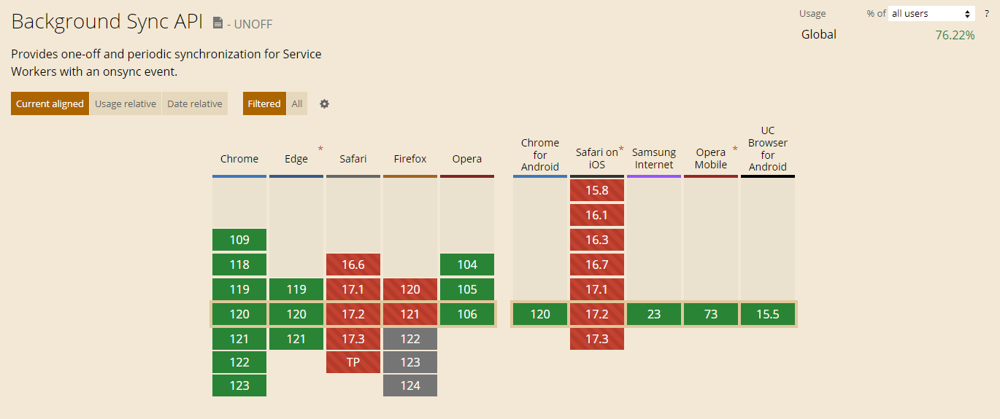 Background Sync API - UNOFF
Usage % of all users ?
Global 76.22%
Provides one-off and periodic synchronization for Service
Workers with an onsync event.
Current aligned Usage relative Date relative Filtered All
Chrome
Edge *
Safari
Firefox
Opera
Chrome
for
Android
Safari on *
iOS
Samsung
Internet
Opera *
Mobile
UC
Browser
for
Android
15.8
16.1
109 16.3
118 16.6 104 16.7
119 119 17.1 120 105 17.1
120 120 17.2 121 106 120 17.2 23 73 15.5
121 121 17.3 122 17.3
122 TP 123
123 124